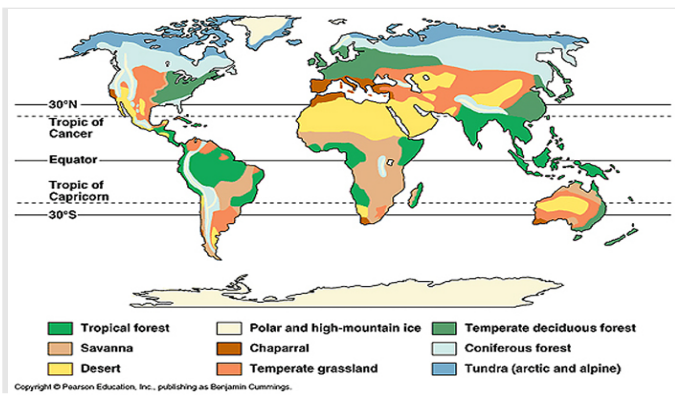 30°N
Tropic of
Cancer
Equator
Tropic of
Capricorn
30°S
Tropical forest
Polar and high-mountain ice
Temperate deciduous forest
Savanna
Chaparral
Coniferous forest
Desert
Temperate grassland
Tundra (arctic and alpine)
Copyright © Pearson Education, Inc., publishing as Benjamin Cummings.